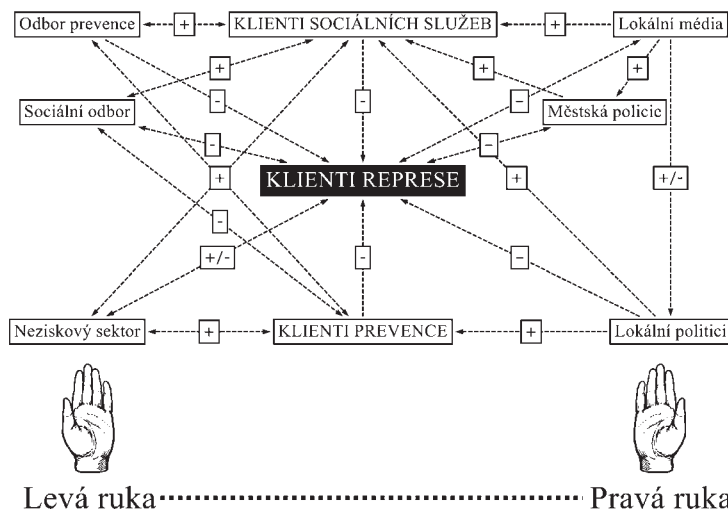 Odbor prevence + KLIENTI SOCIÁLNÍCH SLUŽEB + Lokální média
+ + +
Sociální odbor - - – Městská policic
- –
KLIENTI REPRESE
+ + +/-
- +/- - –
Neziskový sektor + KLIENTI PREVENCE + Lokální politici
Levá ruka Pravá ruka